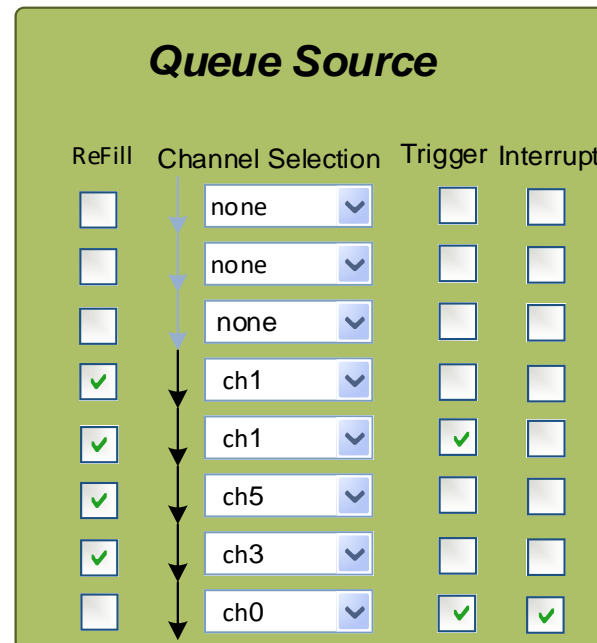 Queue Source
ReFill Channel Selection Trigger Interrupt
none
none
none
ch1
ch1
ch5
ch3
ch0